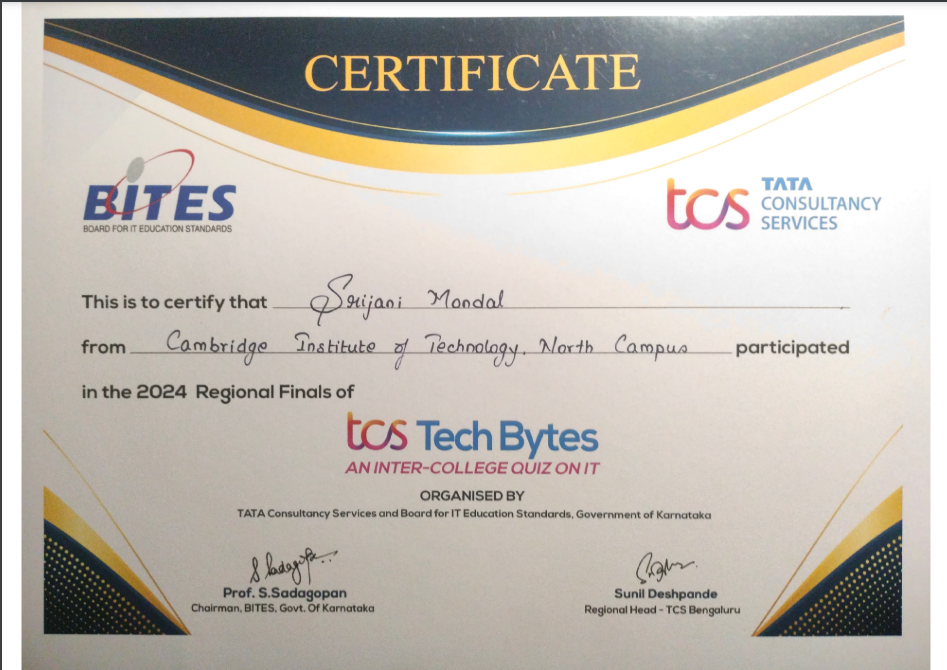 CERTIFICATE
BITES
BOARD FOR IT EDUCATION STANDARDS
tcs TATA
CONSULTANCY
SERVICES
This is to certify that Srijani Mondal
from Cambridge Institute of Technology, North Campus participated
in the 2024 Regional Finals of
tcs Tech Bytes
AN INTER-COLLEGE QUIZ ON IT
ORGANISED BY
TATA Consultancy Services and Board for IT Education Standards, Government of Karnataka
S Sadagopa
Prof. S.Sadagopan
Chairman, BITES, Govt. Of Karnataka
Sunil Deshpande
Regional Head - TCS Bengaluru